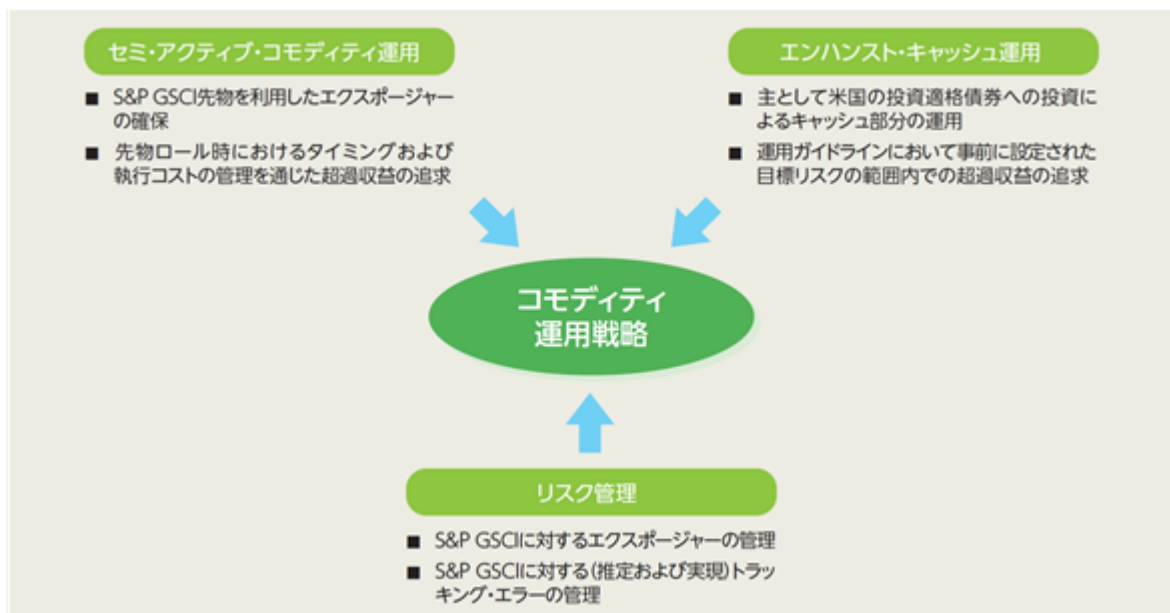 セミ・アクティブ・コモディティ運用
■ S&P GSCI先物を利用したエクスポージャー
の確保
■ 先物ロール時におけるタイミングおよび
執行コストの管理を通じた超過収益の追求
エンハンスト・キャッシュ運用
■ 主として米国の投資適格債券への投資に
よるキャッシュ部分の運用
■ 運用ガイドラインにおいて事前に設定された
目標リスクの範囲内での超過収益の追求
コモディティ
運用戦略
リスク管理
■ S&P GSCIに対するエクスポージャーの管理
■ S&P GSCIに対する(推定および実現)トラッ
キング・エラーの管理